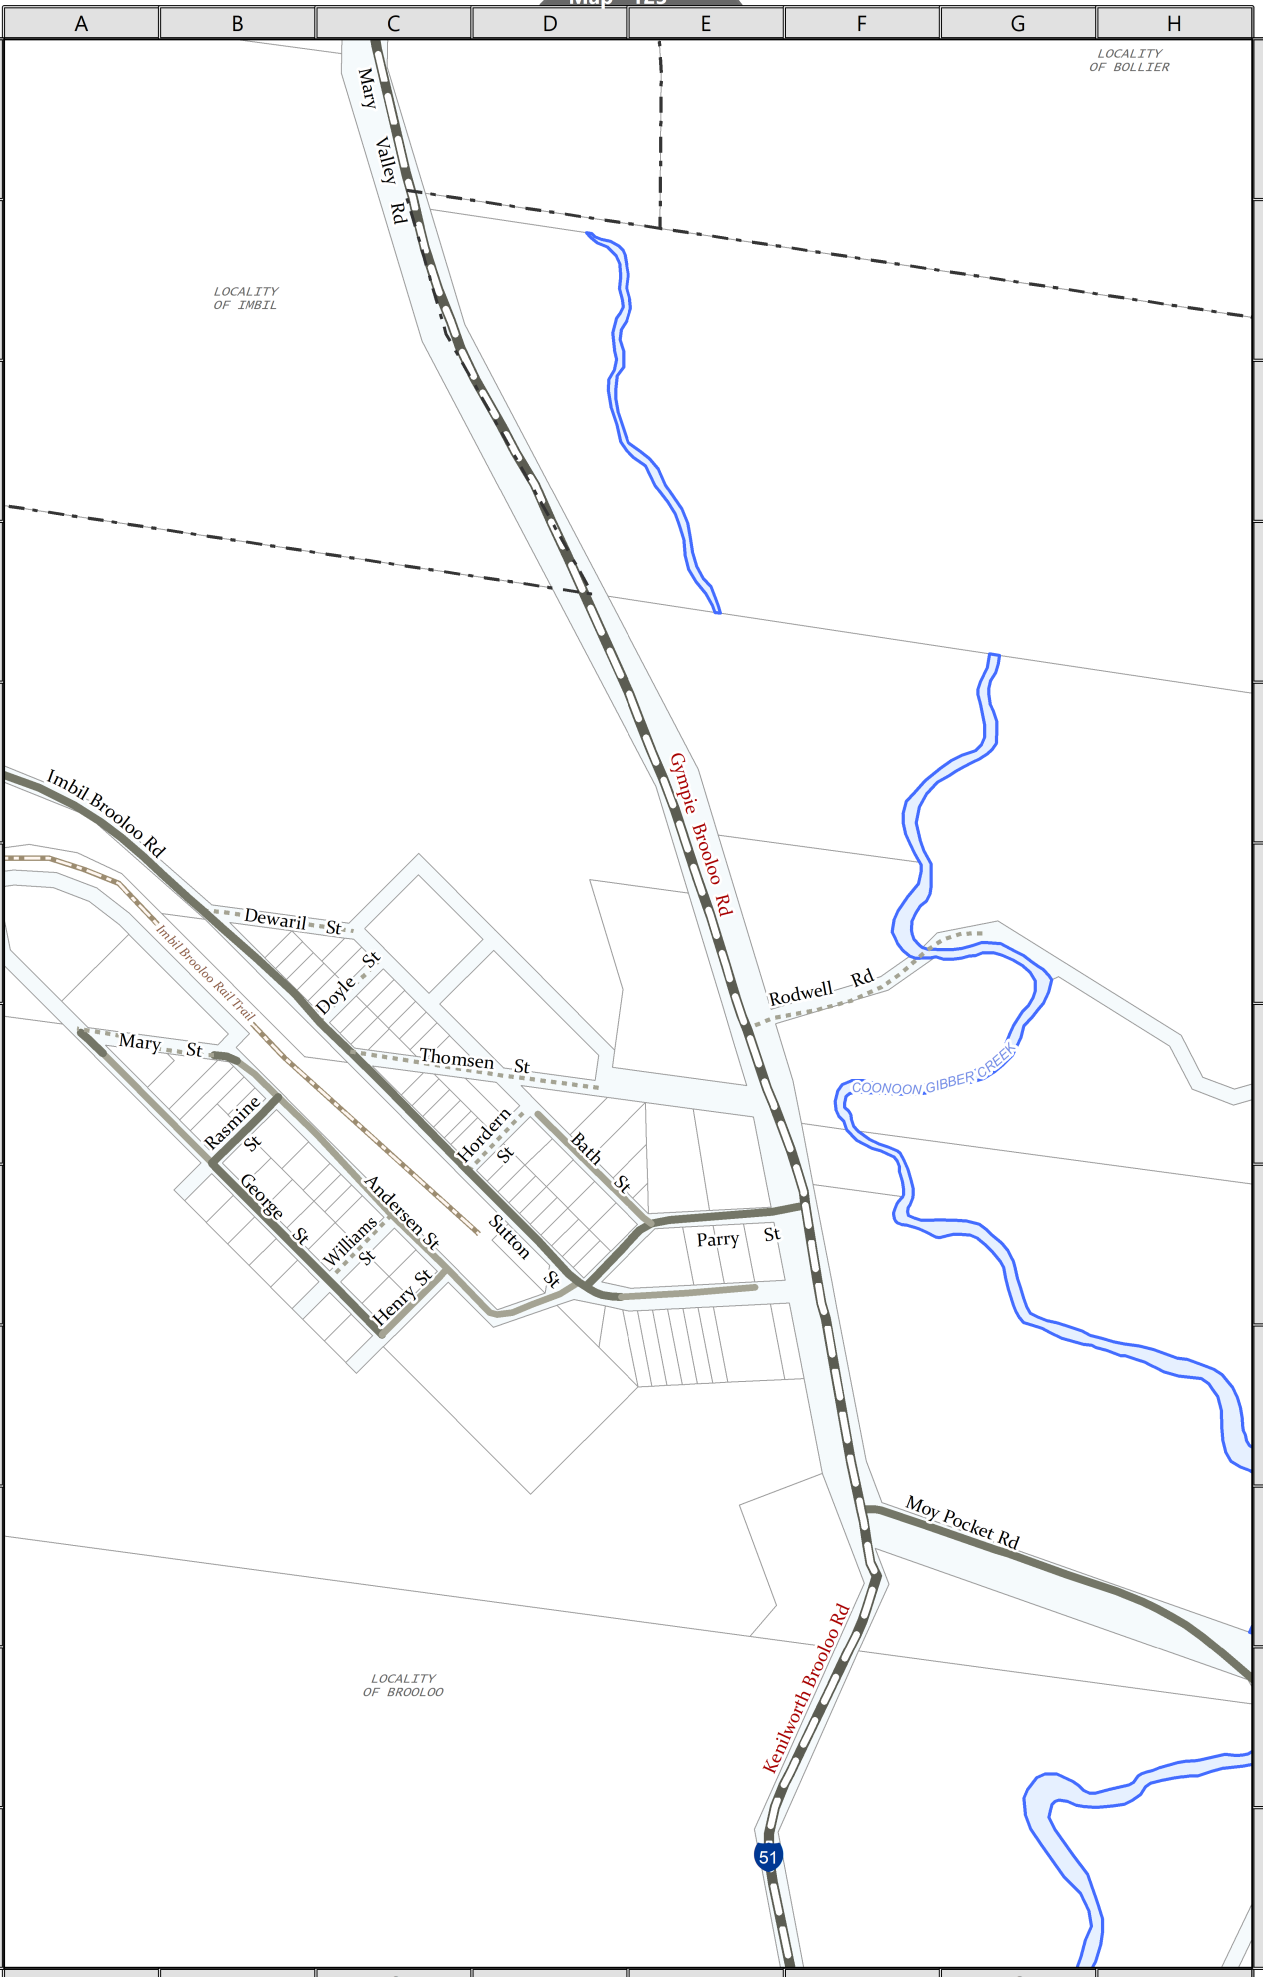 Map 123
A B C D E F G H
LOCALITY
OF BOLLIER
Mary Valley Rd
LOCALITY
OF IMBIL
Gympie Brooloo Rd
Imbil Brooloo Rd
Dewaril St
Imbil Brooloo Rail Trail
Doyle St
Rodwell Rd
Mary St
Thomsen St
COONOON GIBBER CREEK
Rasmine
St
Hordern
St
Bath St
George St
Andersen St
Williams
St
Sutton St
Parry St
Henry St
Moy Pocket Rd
Kenilworth Brooloo Rd
LOCALITY
OF BROOLOO
51